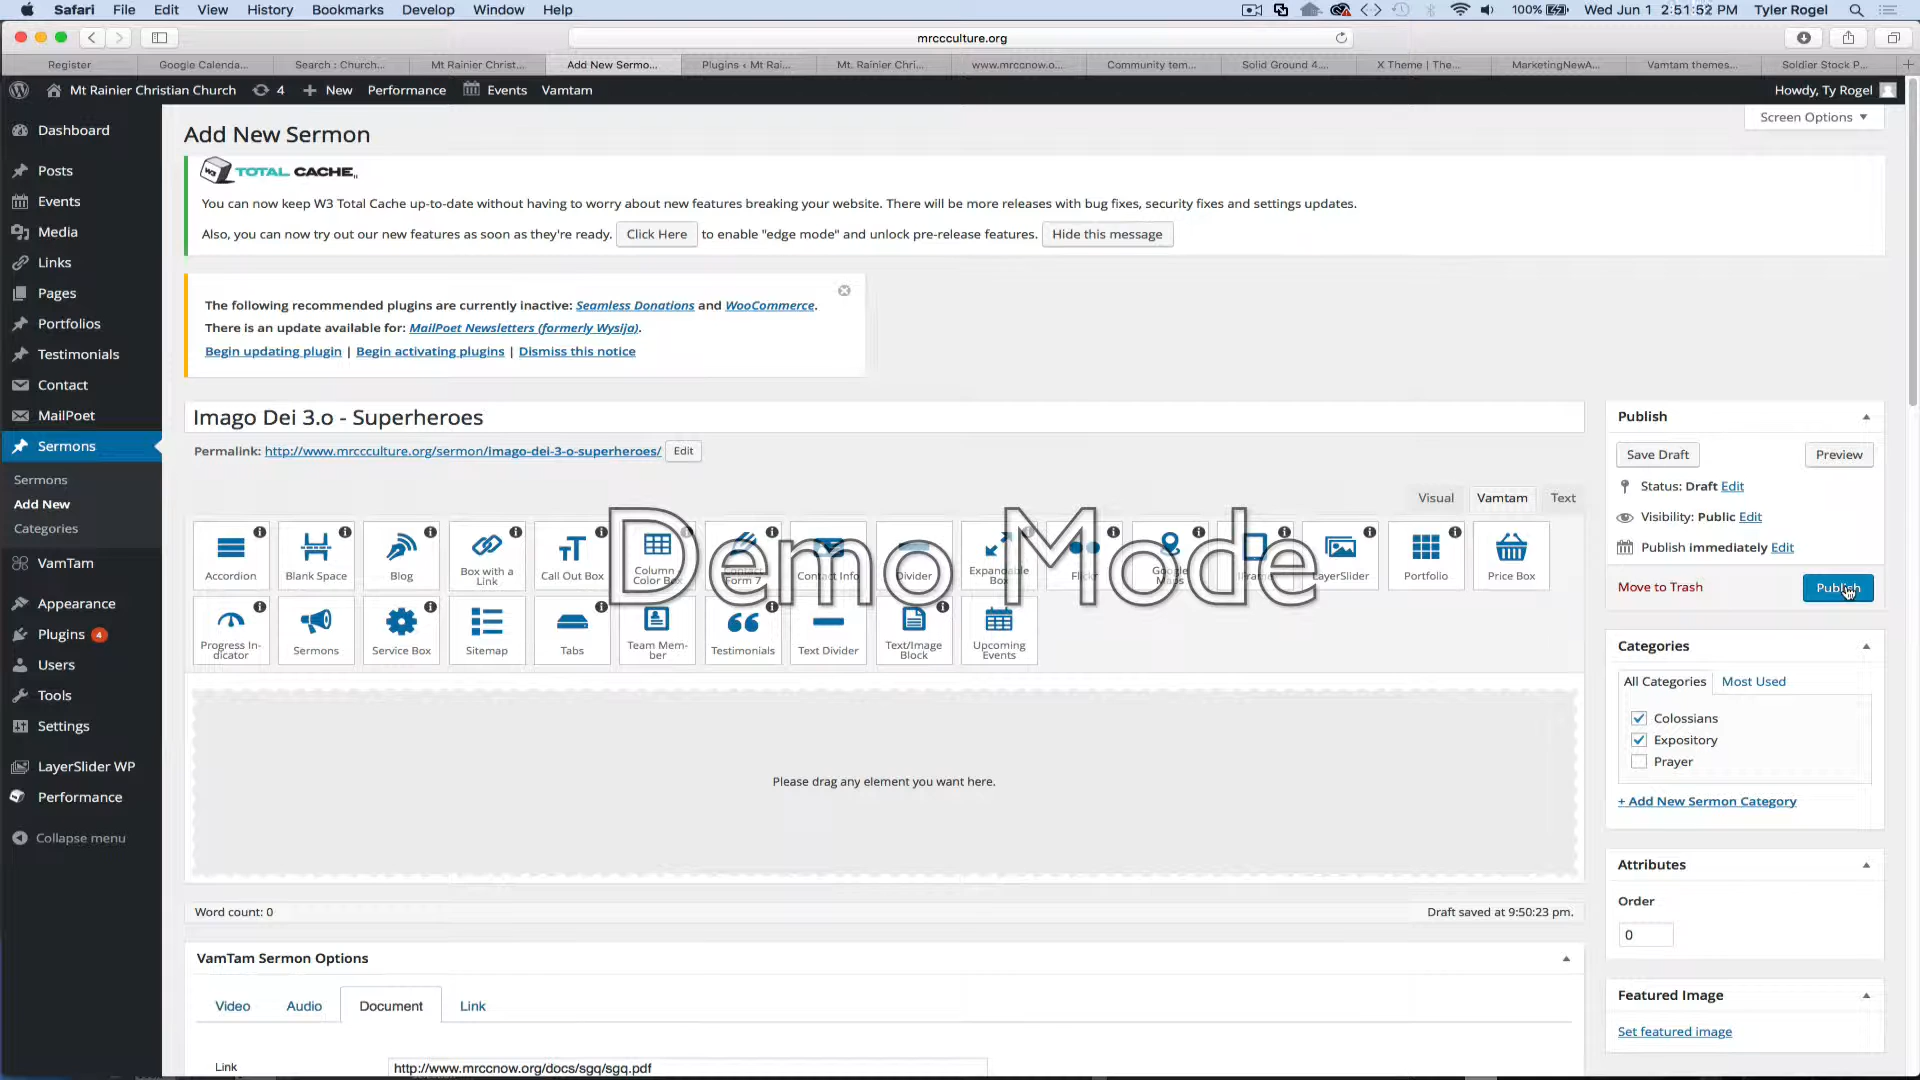 Safari File Edit View History Bookmarks Develop Window Help 100% Wed Jun 1 2:51:52 PM Tyler Rogel
mrccculture.org
Register Google Calenda... Search : Church... Mt Rainier Christ... Add New Sermo... Plugins ‹ Mt Rai... Mt. Rainier Chri... www.mrccnow.o... Community tem... Solid Ground 4.... X Theme | The... MarketingNewA... Vamtam themes... Soldier Stock P...
Mt Rainier Christian Church 4 + New Performance Events Vamtam Howdy, Ty Rogel
Screen Options
Dashboard
Posts
Events
Media
Links
Pages
Portfolios
Testimonials
Contact
MailPoet
Sermons
Sermons
Add New
Categories
VamTam
Appearance
Plugins 4
Users
Tools
Settings
LayerSlider WP
Performance
Collapse menu
Add New Sermon
W3 TOTAL CACHE
You can now keep W3 Total Cache up-to-date without having to worry about new features breaking your website. There will be more releases with bug fixes, security fixes and settings updates.
Also, you can now try out our new features as soon as they're ready. Click Here to enable "edge mode" and unlock pre-release features. Hide this message
The following recommended plugins are currently inactive: Seamless Donations and WooCommerce.
There is an update available for: MailPoet Newsletters (formerly Wysija).
Begin updating plugin | Begin activating plugins | Dismiss this notice
Imago Dei 3.o - Superheroes
Permalink: http://www.mrccculture.org/sermon/imago-dei-3-o-superheroes/ Edit
Visual Vamtam Text
Accordion Blank Space Blog Box with a Link Call Out Box Column Color Box Contact Form 7 Contact Info Divider Expandable Box Flickr Google Maps IFrame LayerSlider Portfolio Price Box
Demo Mode
Progress In-dicator Sermons Service Box Sitemap Tabs Team Mem-ber Testimonials Text Divider Text/Image Block Upcoming Events
Please drag any element you want here.
Word count: 0 Draft saved at 9:50:23 pm.
VamTam Sermon Options
Video Audio Document Link
Link http://www.mrccnow.org/docs/sgq/sgq.pdf
Publish
Save Draft Preview
Status: Draft Edit
Visibility: Public Edit
Publish immediately Edit
Move to Trash Publish
Categories
All Categories Most Used
Colossians
Expository
Prayer
+ Add New Sermon Category
Attributes
Order
0
Featured Image
Set featured image